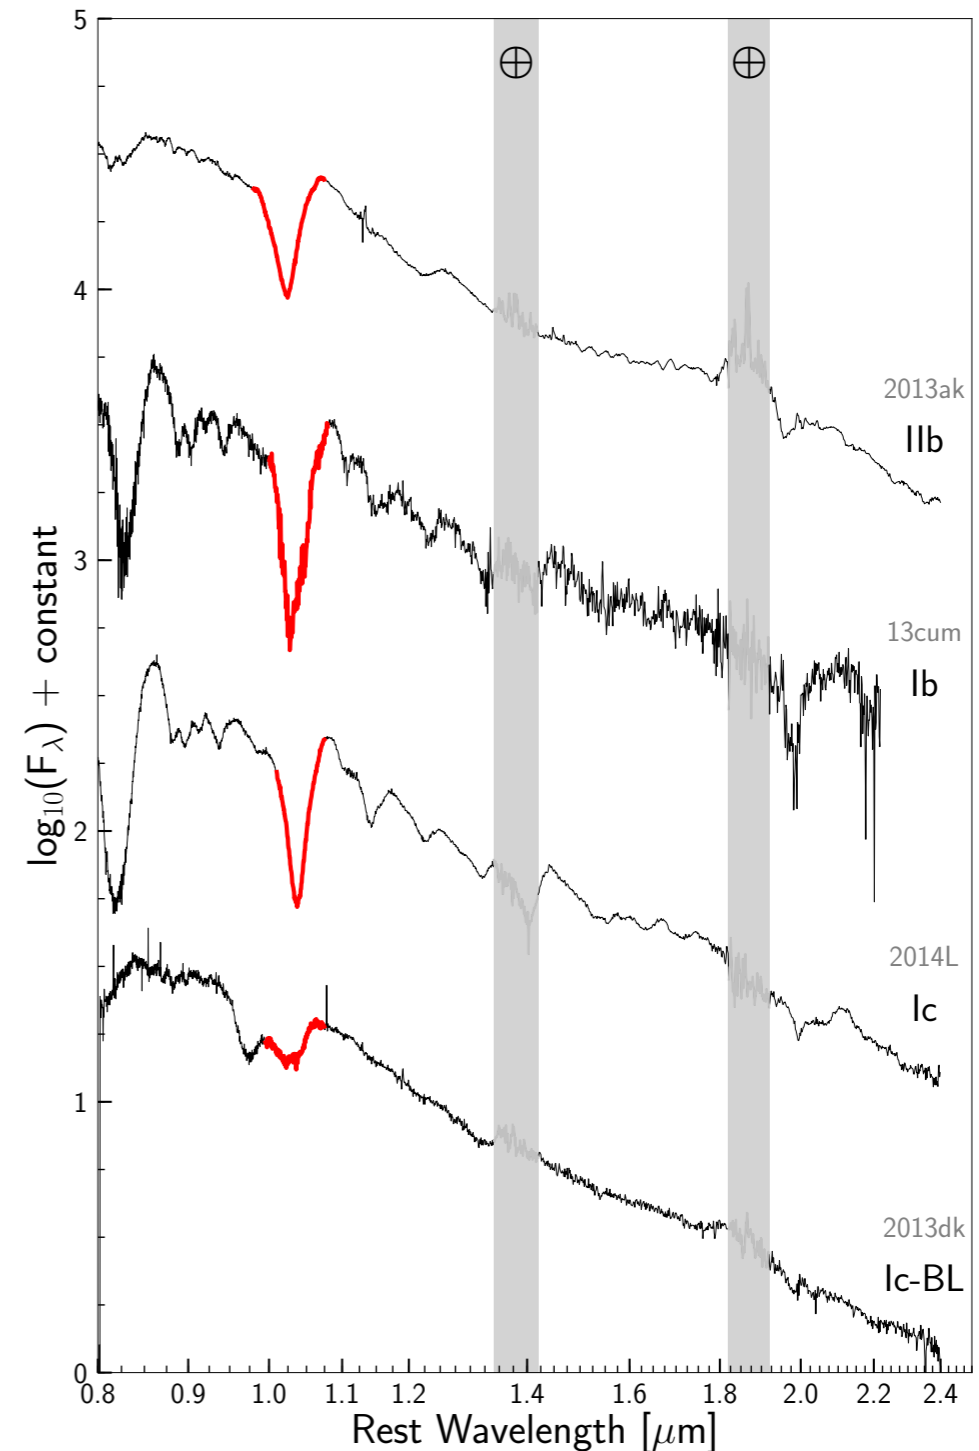 5
4
3
2
1
0
log₁₀(F_λ) + constant
⊕ ⊕
2013ak
IIb
13cum
Ib
2014L
Ic
2013dk
Ic-BL
0.8 0.9 1.0 1.1 1.2 1.4 1.6 1.8 2.0 2.2 2.4
Rest Wavelength [μm]